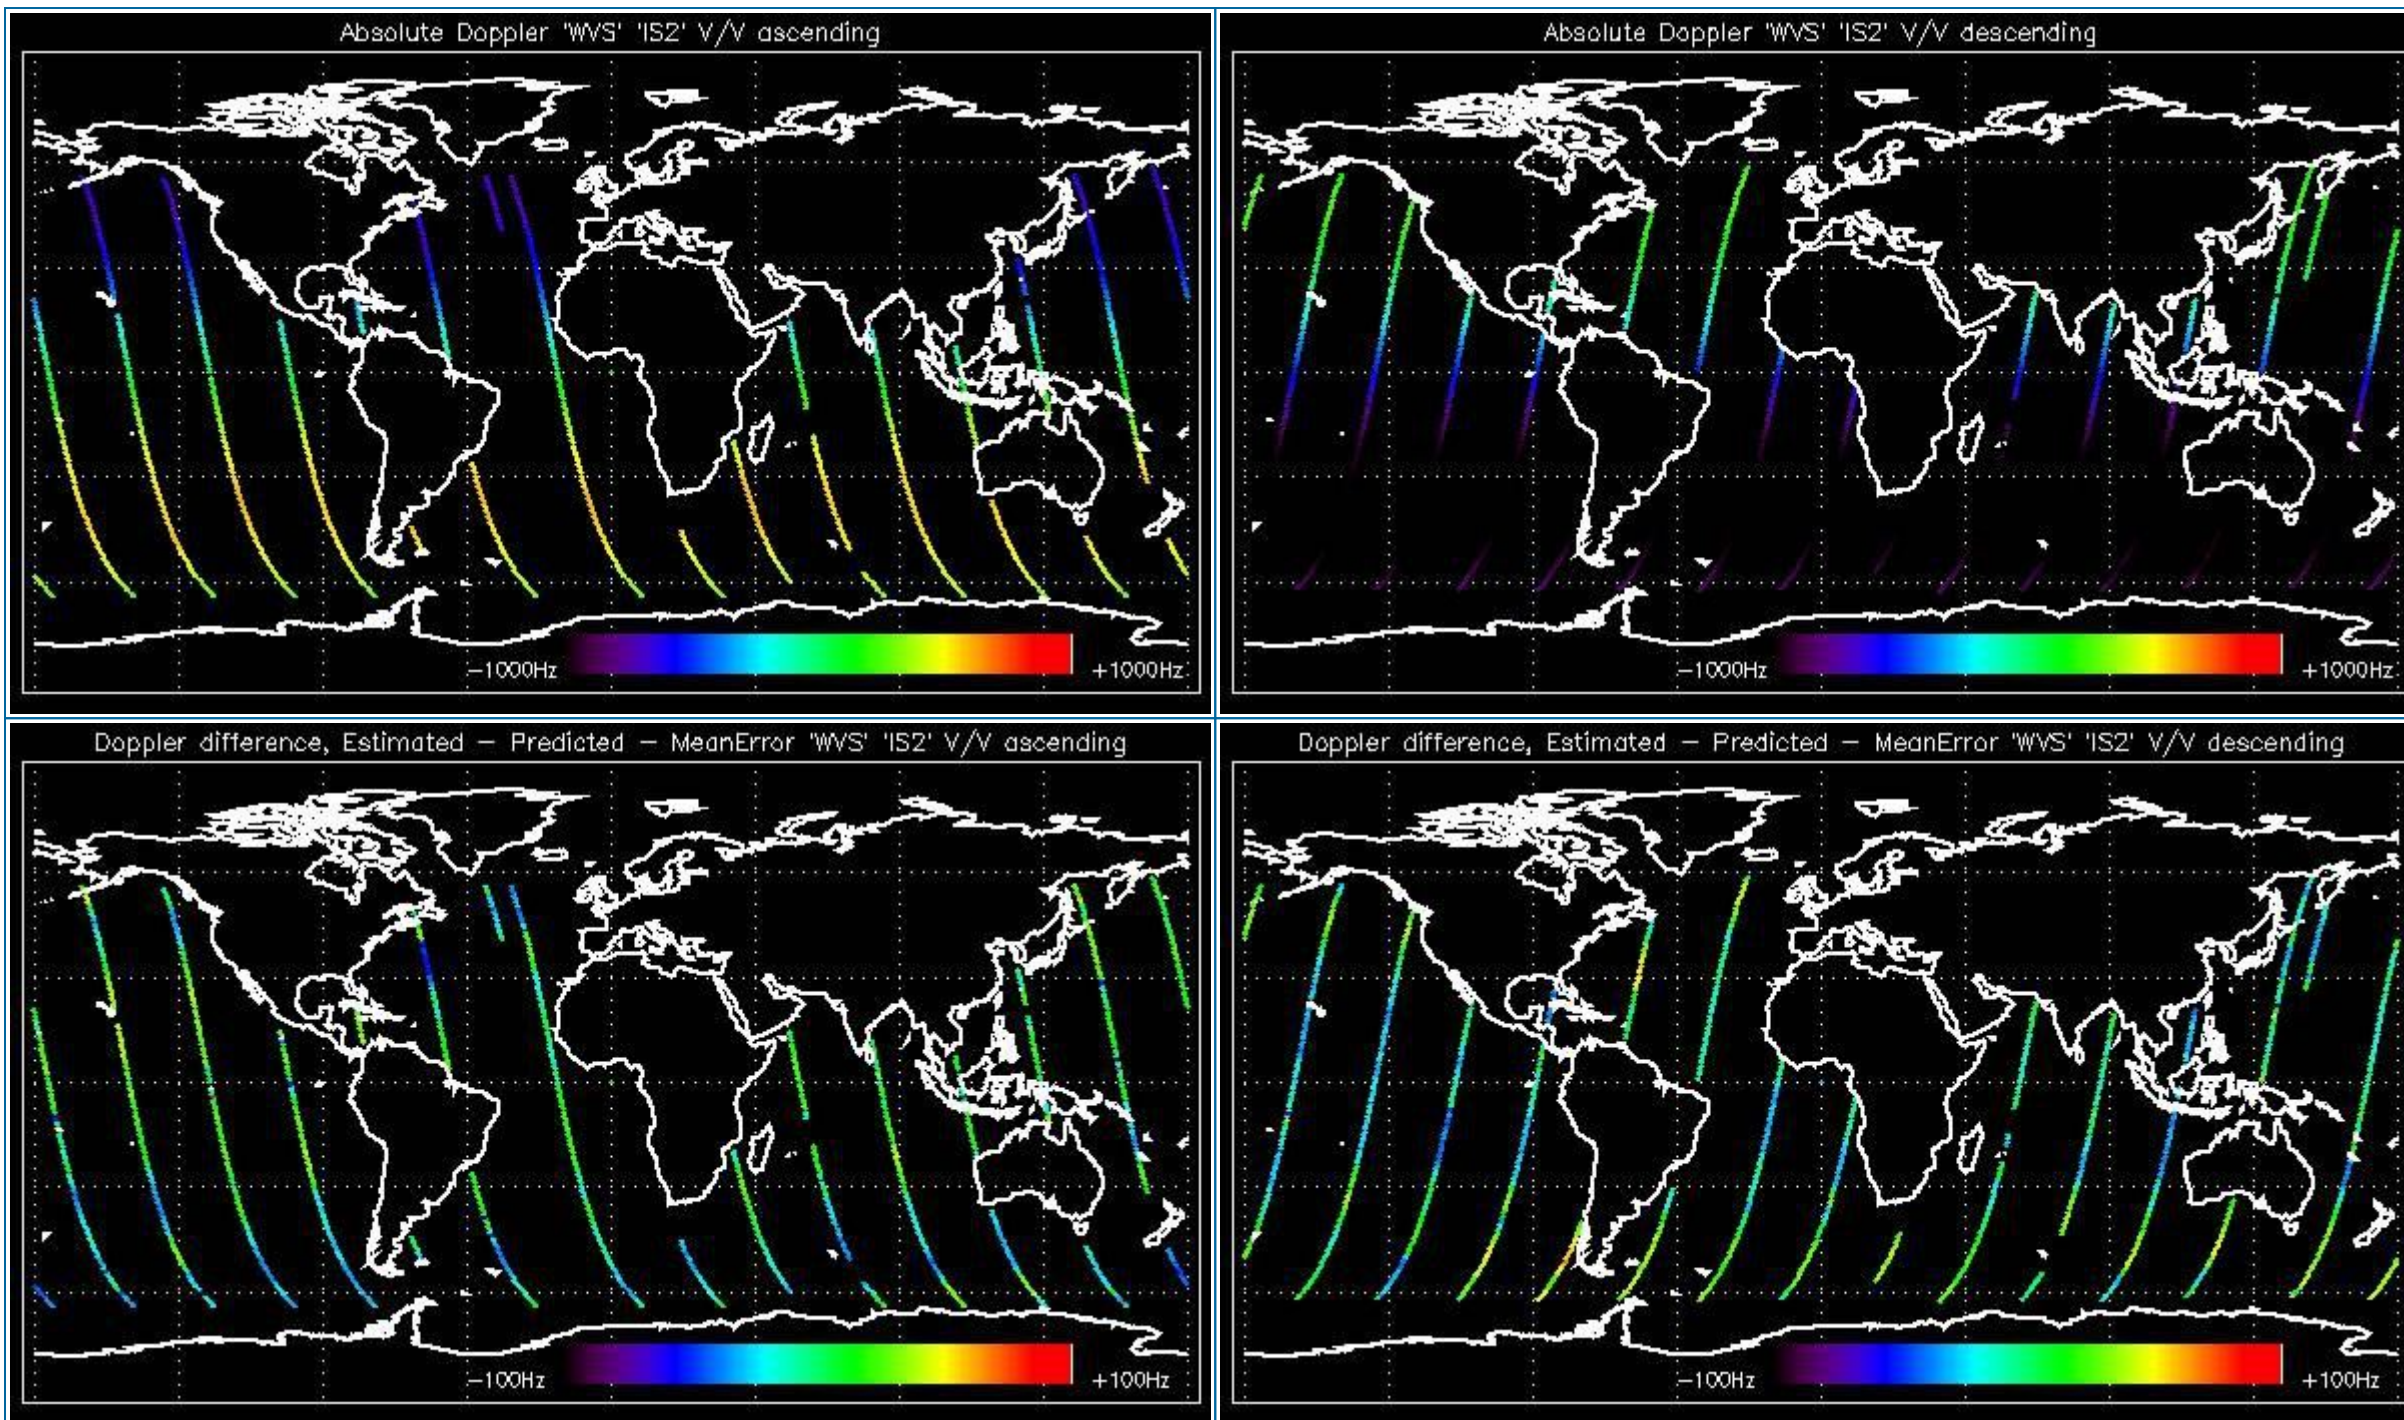 Absolute Doppler 'WVS' 'IS2' V/V ascending
-1000Hz
+1000Hz
Absolute Doppler 'WVS' 'IS2' V/V descending
-1000Hz
+1000Hz
Doppler difference, Estimated - Predicted - MeanError 'WVS' 'IS2' V/V ascending
-100Hz
+100Hz
Doppler difference, Estimated - Predicted - MeanError 'WVS' 'IS2' V/V descending
-100Hz
+100Hz